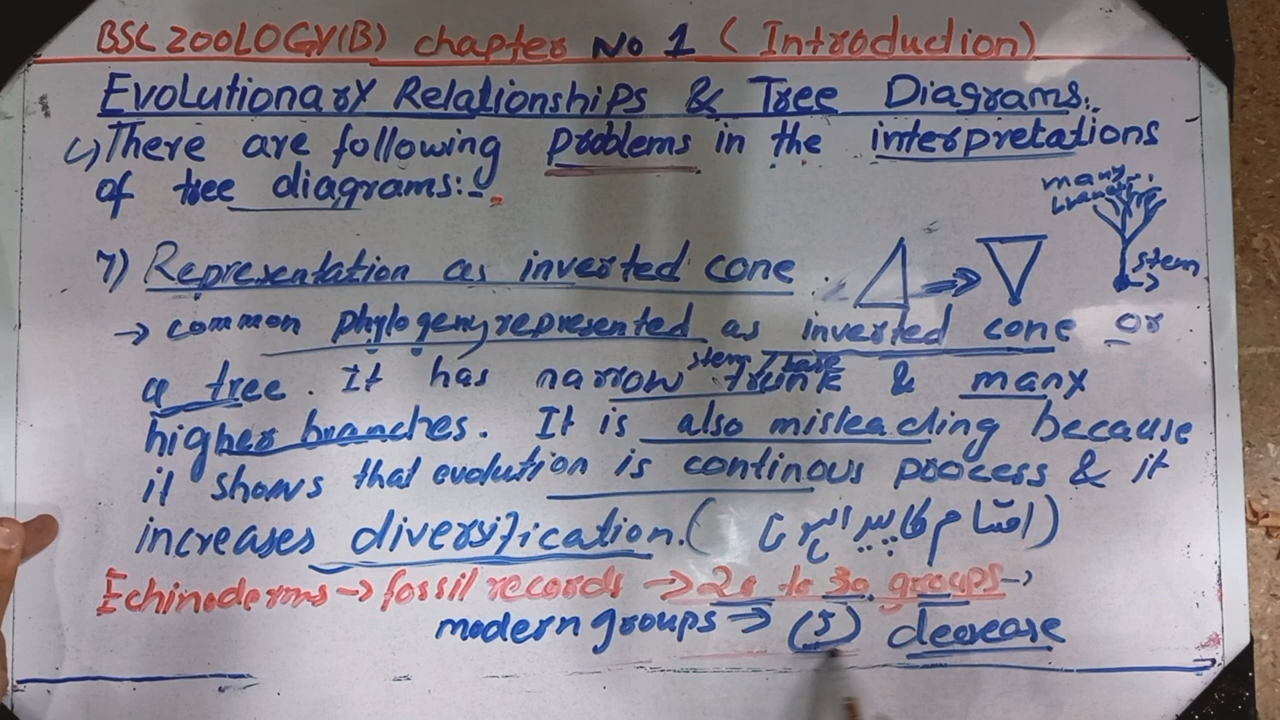 BSC ZOOLOGY(B) chapter No 1 (Introduction)
Evolutionary Relationships & Tree Diagrams:
There are following problems in the interpretations
of tree diagrams:-
many
branches
stem
7) Representation as inverted cone.
→ common phylogeny represented as inverted cone or
stem/base
a tree. It has narrow trunk & many
higher branches. It is also misleading because
it shows that evolution is continous process & it
increases diversification. (اقسام کا پیدا
Echinoderms → fossil records → 20 to 30 groups →
modern groups → (5) decrease